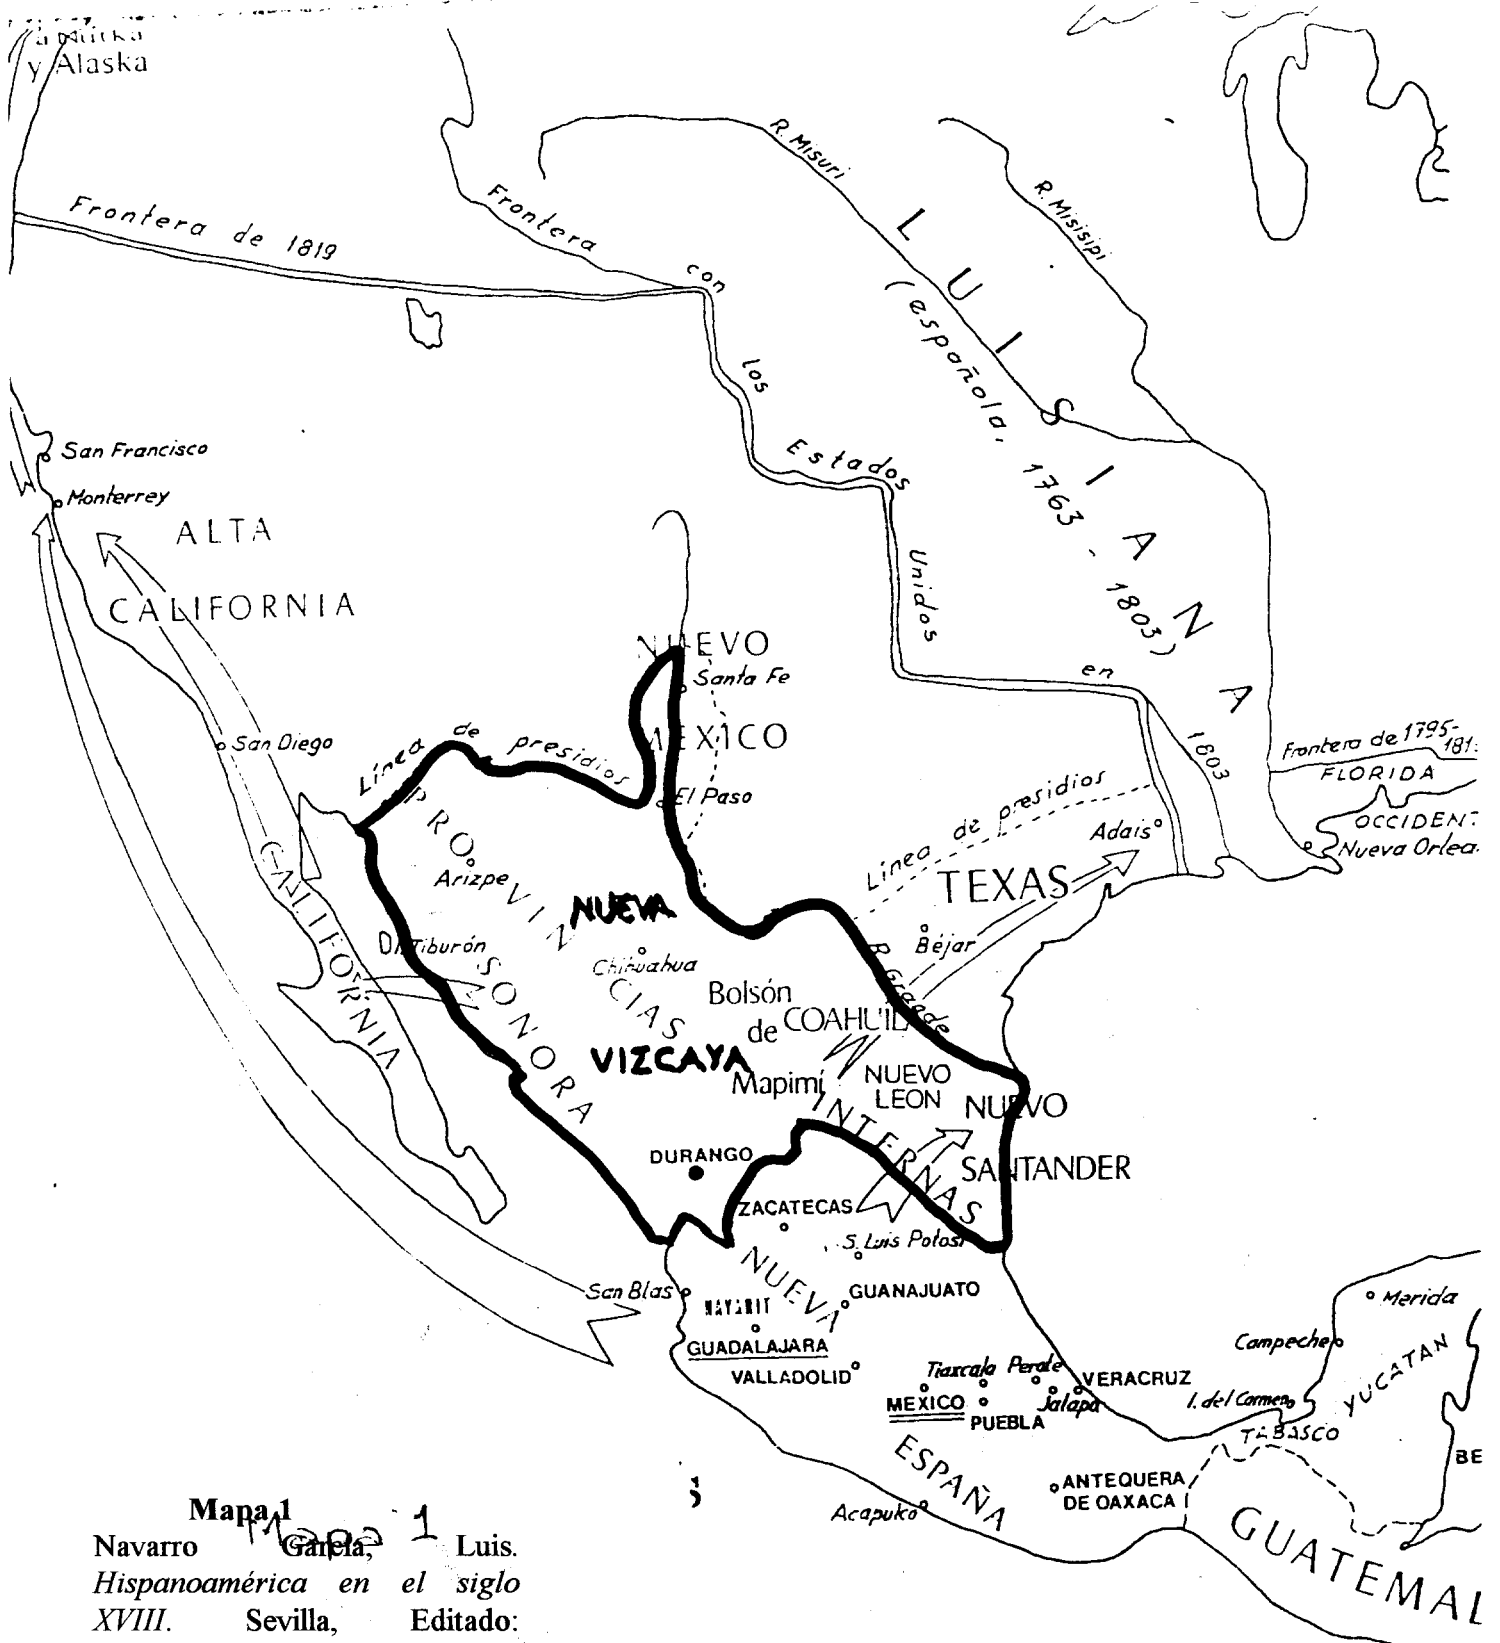 y Alaska
Frontera de 1819
Frontera
con
los
Estados
Unidos
en
1803
R. Misuri
R. Misisipi
LUISIANA
(española, 1763 - 1803)
San Francisco
Monterrey
ALTA
CALIFORNIA
NUEVO
Santa Fe
MEXICO
San Diego
Línea de presidios
El Paso
Frontera de 1795-
FLORIDA
OCCIDENT
Nueva Orlea
Línea de presidios
Adais
TEXAS
PROVINCIAS
Arizpe
NUEVA
Béjar
CALIFORNIA
Tiburón
SONORA
Chihuahua
Bolsón
de
Mapimí
COAHUILA
R. Grande
VIZCAYA
NUEVO
LEON
NUEVO
SANTANDER
INTERNAS
DURANGO
ZACATECAS
S. Luis Potosí
NUEVA
San Blas
NAYARIT
GUANAJUATO
GUADALAJARA
VALLADOLID
Tlaxcala
Perote
VERACRUZ
MEXICO
PUEBLA
Jalapa
Merida
Campeche
YUCATAN
I. del Carmen
TABASCO
BE
ESPAÑA
ANTEQUERA
DE OAXACA
Acapulco
GUATEMAL
Mapa 1
Mapa 1
Navarro García, Luis.
Hispanoamérica en el siglo
XVIII. Sevilla, Editado: